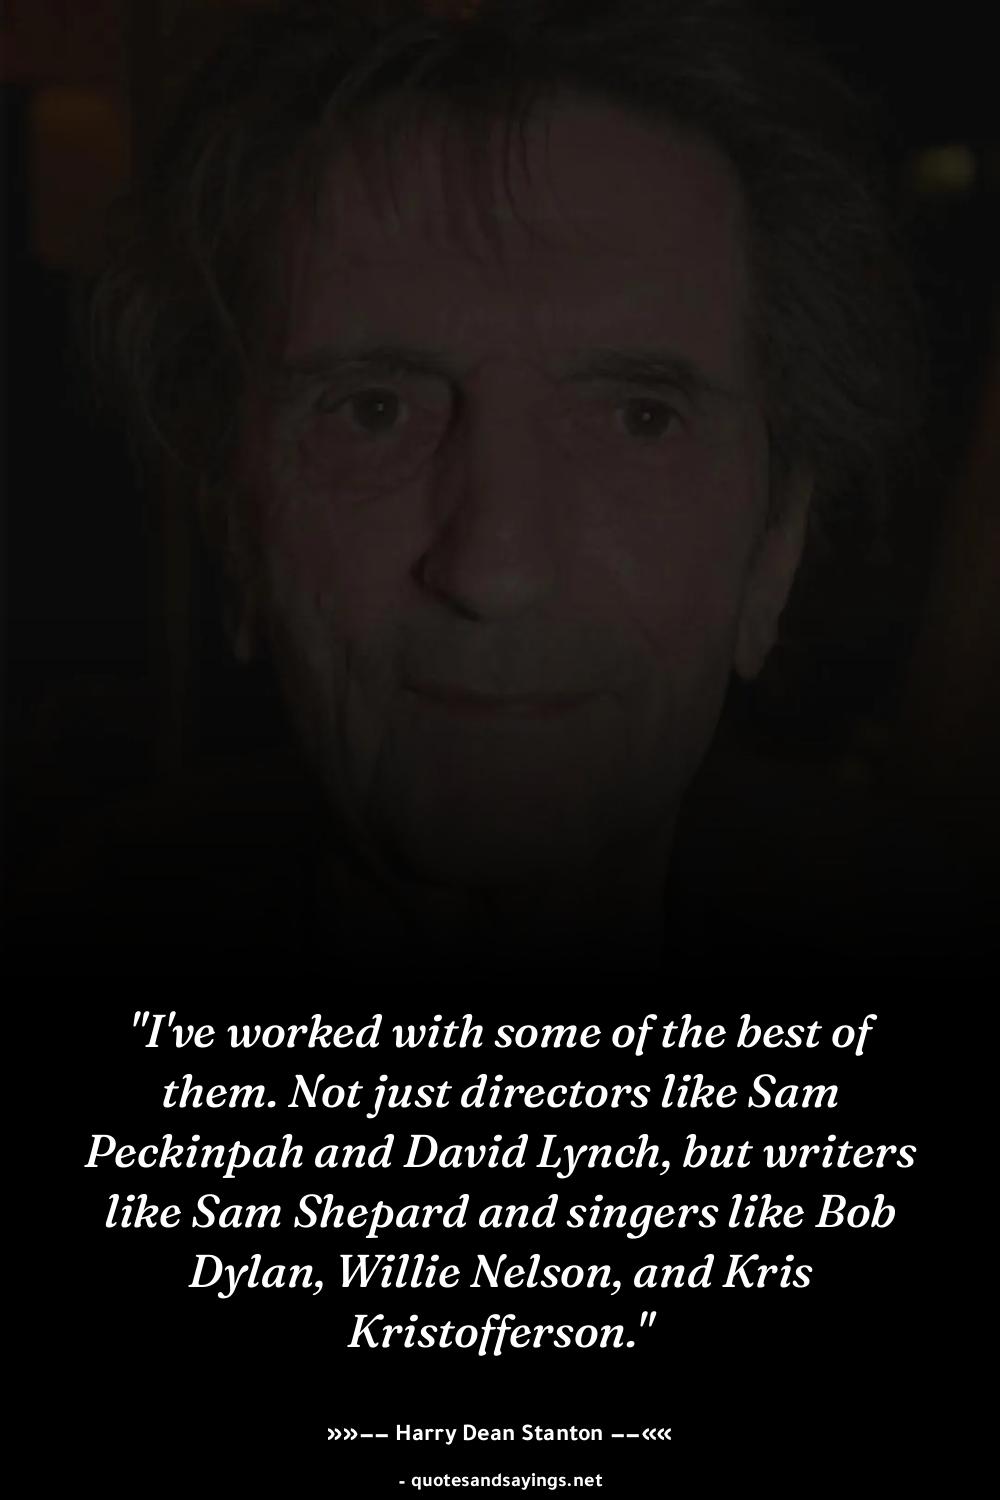 "I've worked with some of the best of
them. Not just directors like Sam
Peckinpah and David Lynch, but writers
like Sam Shepard and singers like Bob
Dylan, Willie Nelson, and Kris
Kristofferson."
»»−− Harry Dean Stanton −−««
- quotesandsayings.net